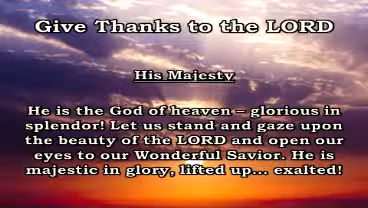 Give Thanks to the LORD
His Majesty
He is the God of heaven – glorious in
splendor! Let us stand and gaze upon
the beauty of the LORD and open our
eyes to our Wonderful Savior. He is
majestic in glory, lifted up... exalted!